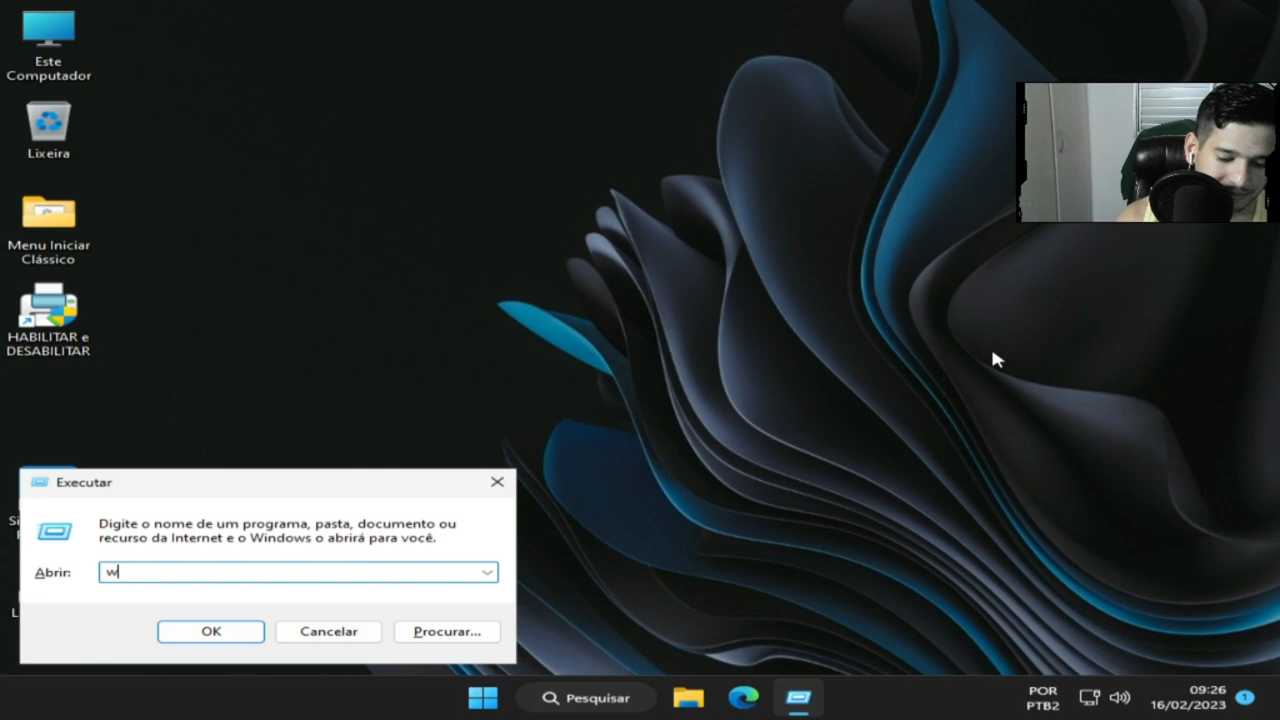 Este
Computador
Lixeira
Menu Iniciar
Clássico
HABILITAR e
DESABILITAR
Executar
Digite o nome de um programa, pasta, documento ou
recurso da Internet e o Windows o abrirá para você.
Abrir:
w
OK
Cancelar
Procurar...
Pesquisar
POR
PTB2
09:26
16/02/2023
1